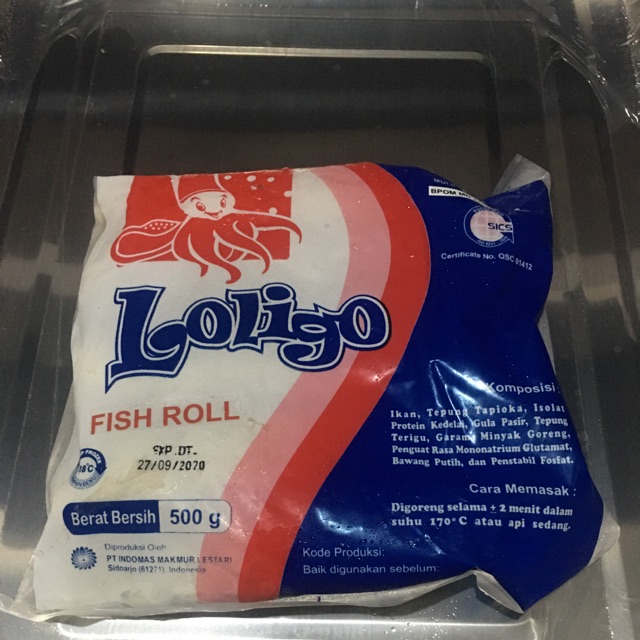 BPOM
SICS
Certificate No. QSC 01412
Loligo
FISH ROLL
EXP.DT.
27/09/2020
18°C
Berat Bersih 500 g
Diproduksi Oleh
PT INDOMAS MAKMUR LESTARI
Sidoarjo (61271) Indonesia
Komposisi:
Ikan, Tepung Tapioka, Isolat
Protein Kedelai, Gula Pasir, Tepung
Terigu, Garam, Minyak Goreng,
Penguat Rasa Mononatrium Glutamat,
Bawang Putih, dan Penstabil Fosfat.
Cara Memasak :
Digoreng selama ± 2 menit dalam
suhu 170°C atau api sedang.
Kode Produksi:
Baik digunakan sebelum: